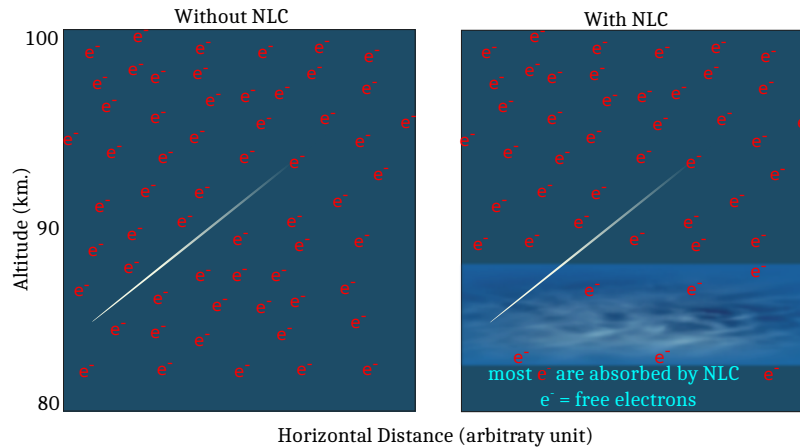 Without NLC
With NLC
100
90
80
Altitude (km.)
e⁻ e⁻ e⁻ e⁻ e⁻ e⁻
e⁻ e⁻ e⁻ e⁻ e⁻ e⁻
e⁻ e⁻ e⁻ e⁻
e⁻ e⁻ e⁻ e⁻
e⁻ e⁻ e⁻ e⁻ e⁻ e⁻ e⁻
e⁻ e⁻ e⁻ e⁻ e⁻
e⁻ e⁻ e⁻ e⁻ e⁻ e⁻ e⁻
e⁻ e⁻ e⁻ e⁻
e⁻ e⁻ e⁻ e⁻ e⁻ e⁻
e⁻ e⁻ e⁻ e⁻ e⁻
e⁻ e⁻ e⁻ e⁻ e⁻
most e⁻ are absorbed by NLC
e⁻ = free electrons
Horizontal Distance (arbitraty unit)